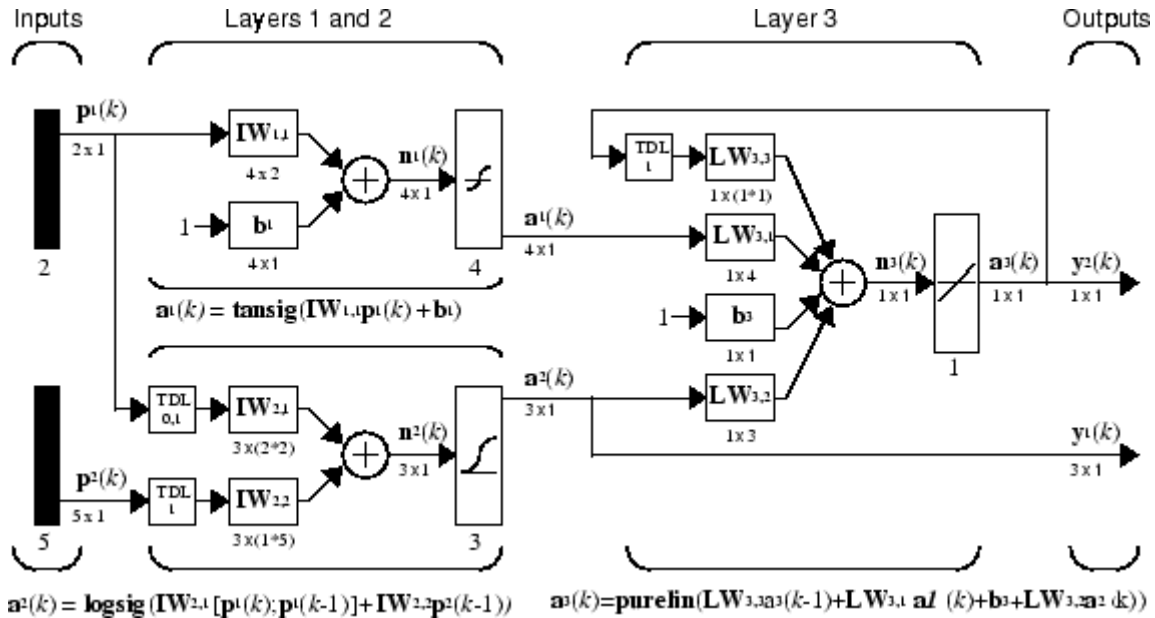 Inputs Layers 1 and 2 Layer 3 Outputs
p1(k)
2 x 1
2
IW1,1
4 x 2
1
b1
4 x 1
n1(k)
4 x 1
4
a1(k) = tansig(IW1,1p1(k) + b1)
a1(k)
4 x 1
TDL
1
LW3,3
1 x (1*1)
LW3,1
1 x 4
1
b3
1 x 1
LW3,2
1 x 3
n3(k)
1 x 1
1
a3(k)
1 x 1
y2(k)
1 x 1
p2(k)
5 x 1
5
TDL
0,1
IW2,1
3 x (2*2)
TDL
1
IW2,2
3 x (1*5)
n2(k)
3 x 1
3
a2(k)
3 x 1
y1(k)
3 x 1
a2(k) = logsig(IW2,1 [p1(k);p1(k-1)]+ IW2,2p2(k-1))
a3(k)=purelin(LW3,3a3(k-1)+LW3,1 a1 (k)+b3+LW3,2a2 (k))